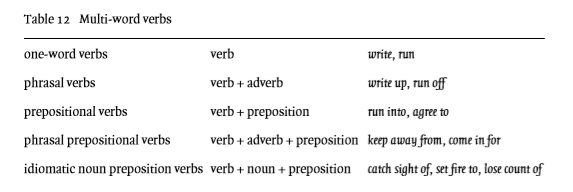 Table 12 Multi-word verbs
one-word verbs verb write, run
phrasal verbs verb + adverb write up, run off
prepositional verbs verb + preposition run into, agree to
phrasal prepositional verbs verb + adverb + preposition keep away from, come in for
idiomatic noun preposition verbs verb + noun + preposition catch sight of, set fire to, lose count of